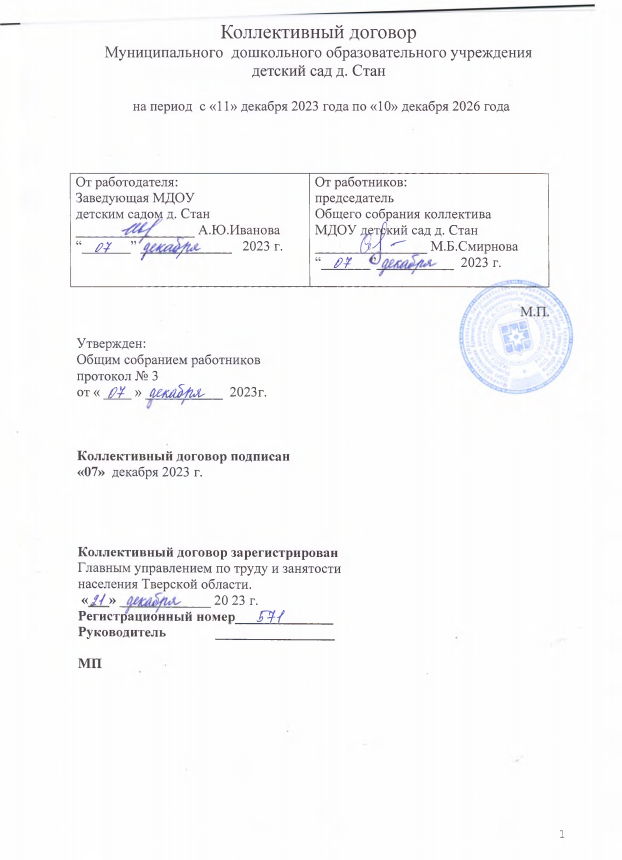 Коллективный договор
Муниципального дошкольного образовательного учреждения
детский сад д. Стан
на период с «11» декабря 2023 года по «10» декабря 2026 года
От работодателя:
Заведующая МДОУ
детским садом д. Стан
_________________ А.Ю.Иванова
“ 07 ” декабря 2023 г.
От работников:
председатель
Общего собрания коллектива
МДОУ детский сад д. Стан
________________ М.Б.Смирнова
“ 07 “ декабря 2023 г.
М.П.
Утвержден:
Общим собранием работников
протокол № 3
от « 07 » декабря 2023г.
Коллективный договор подписан
«07» декабря 2023 г.
Коллективный договор зарегистрирован
Главным управлением по труду и занятости
населения Тверской области.
«21» декабря 20 23 г.
Регистрационный номер 571
Руководитель _________________
МП
1